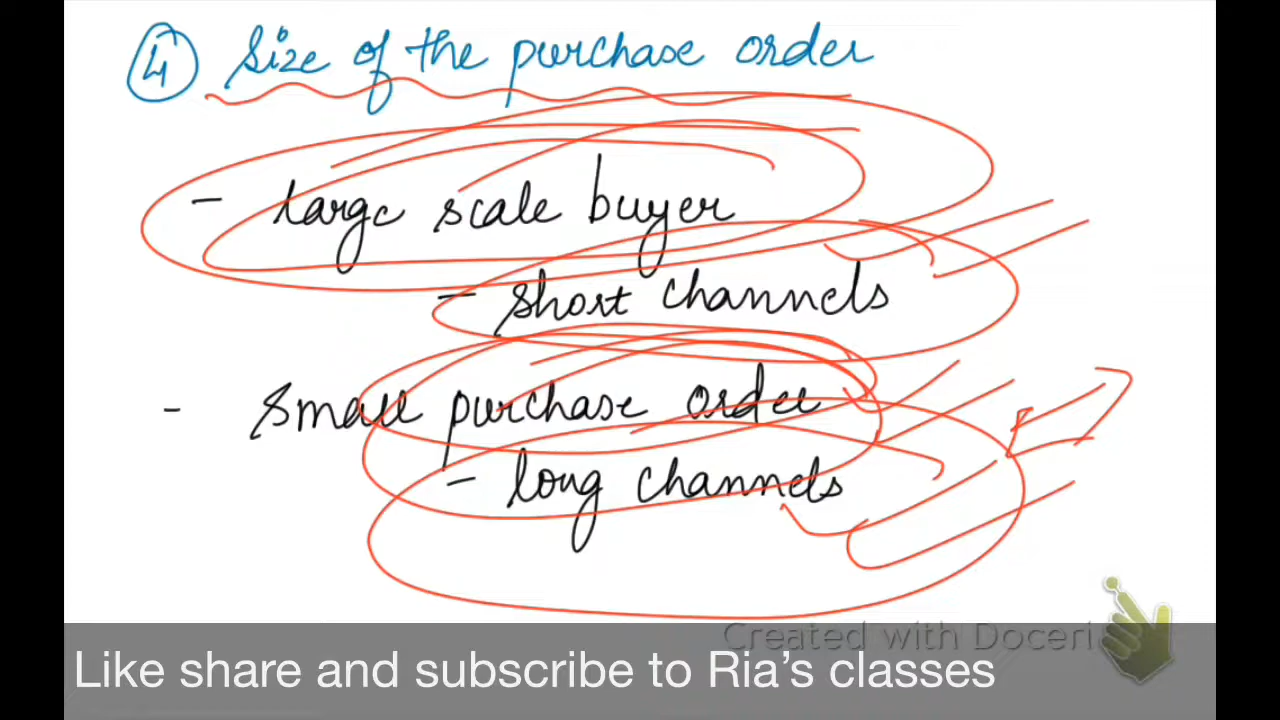 4 Size of the purchase order
- large scale buyer
- short channels
- small purchase order
- long channels
Created with Doceri
Like share and subscribe to Ria’s classes